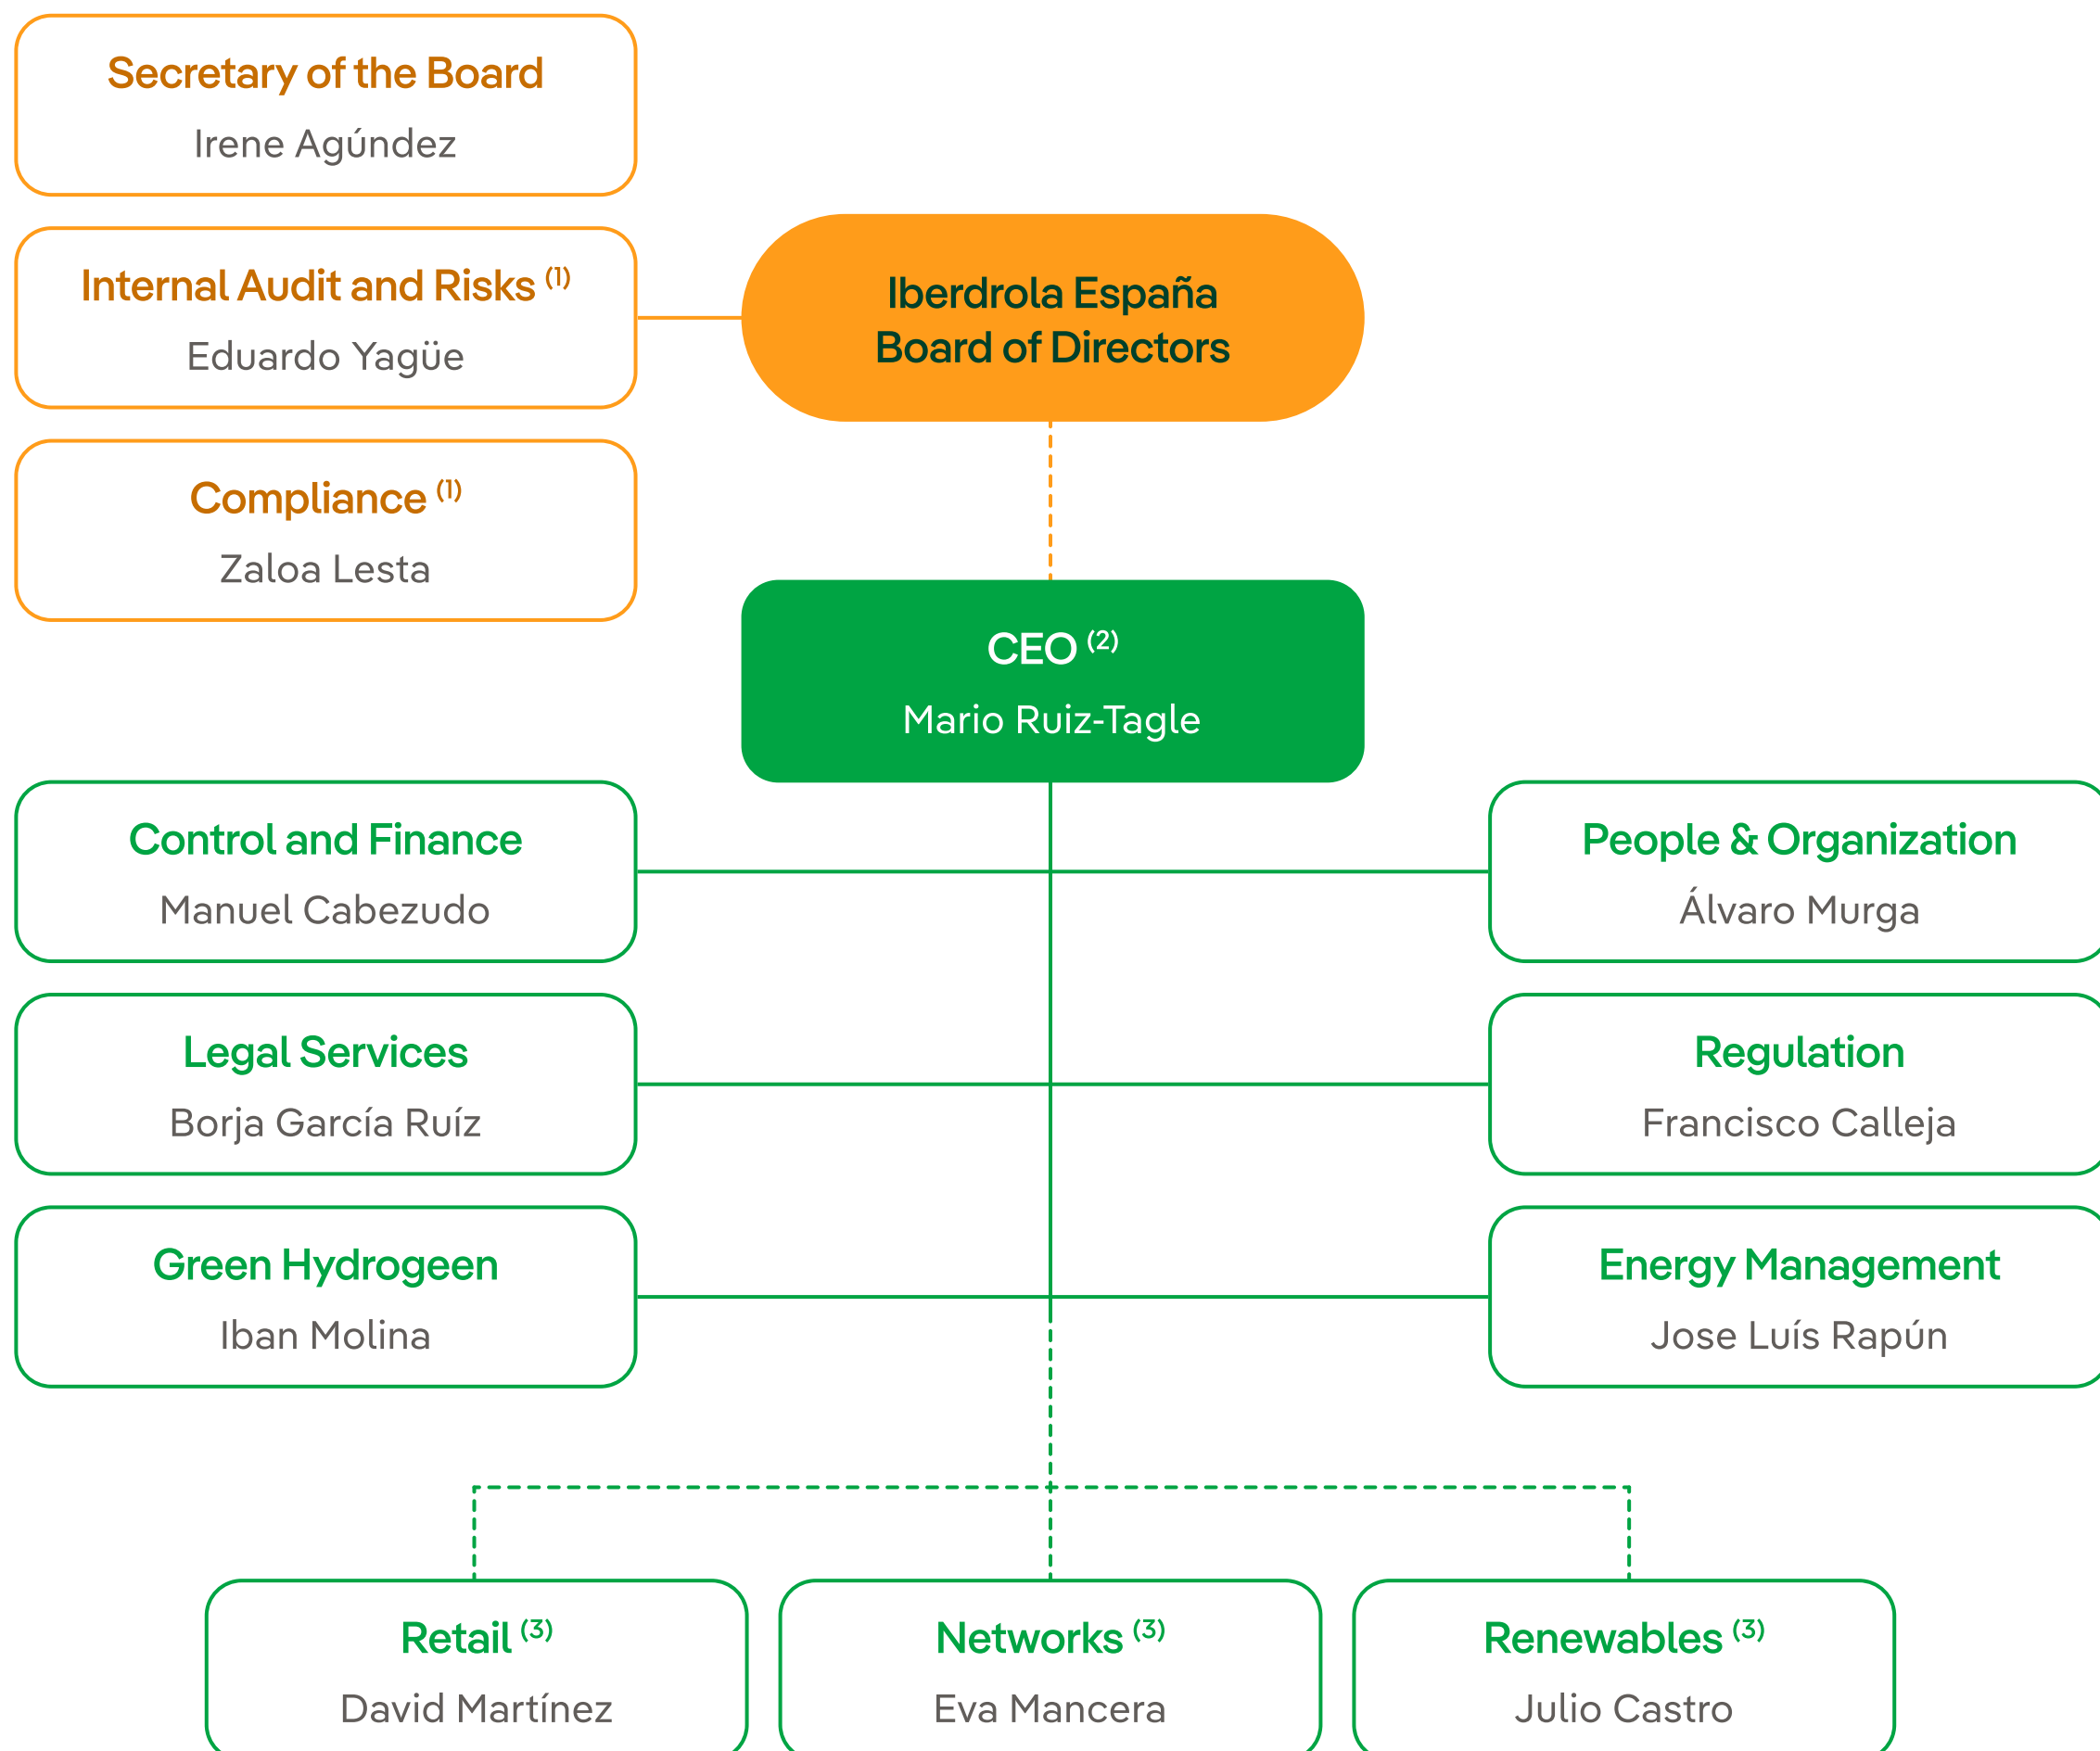 Secretary of the Board
Irene Agúndez
Internal Audit and Risks (1)
Eduardo Yagüe
Iberdrola España
Board of Directors
Compliance (1)
Zaloa Lesta
CEO (2)
Mario Ruiz-Tagle
Control and Finance
Manuel Cabezudo
People & Organization
Álvaro Murga
Legal Services
Borja García Ruíz
Regulation
Francisco Calleja
Green Hydrogeen
Iban Molina
Energy Management
Jose Luís Rapún
Retail (3)
David Martínez
Networks (3)
Eva Mancera
Renewables (3)
Julio Castro